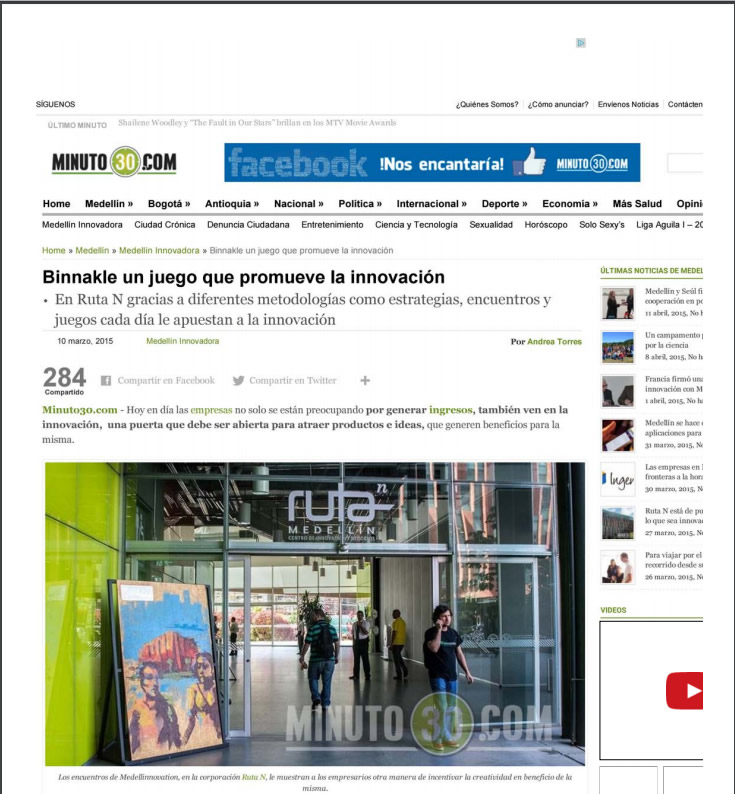 SÍGUENOS
¿Quiénes Somos? ¿Cómo anunciar? Envienos Noticias Contácten
ÚLTIMO MINUTO Shailene Woodley y "The Fault in Our Stars" brillan en los MTV Movie Awards
MINUTO30.COM
facebook !Nos encantaría! MINUTO30.COM
Home Medellín » Bogotá » Antioquia » Nacional » Política » Internacional » Deporte » Economia » Más Salud Opini
Medellín Innovadora Ciudad Crónica Denuncia Ciudadana Entretenimiento Ciencia y Tecnología Sexualidad Horóscopo Solo Sexy's Liga Aguila I – 20
Home » Medellín » Medellín Innovadora » Binnakle un juego que promueve la innovación
Binnakle un juego que promueve la innovación
• En Ruta N gracias a diferentes metodologías como estrategias, encuentros y
juegos cada día le apuestan a la innovación
10 marzo, 2015 Medellín Innovadora Por Andrea Torres
284
Compartido
Compartir en Facebook Compartir en Twitter +
Minuto30.com - Hoy en día las empresas no solo se están preocupando por generar ingresos, también ven en la
innovación, una puerta que debe ser abierta para atraer productos e ideas, que generen beneficios para la
misma.
ruta n
MEDELLÍN
CENTRO DE INNOVACIÓN Y NEGOCIOS
MINUTO30.COM
Los encuentros de Medellinnovation, en la corporación Ruta N, le muestran a los empresarios otra manera de incentivar la creatividad en beneficio de la
misma.
ÚLTIMAS NOTICIAS DE MEDEL
Medellín y Seúl fi
cooperación en po
11 abril, 2015, No h
Un campamento p
por la ciencia
8 abril, 2015, No ha
Francia firmó una
innovación con M
1 abril, 2015, No ha
Medellín se hace
aplicaciones para
31 marzo, 2015, No
Inger
Las empresas en
fronteras a la hora
30 marzo, 2015, No
Ruta N está de pu
lo que sea innova
27 marzo, 2015, No
Para viajar por el
recorrido desde s
26 marzo, 2015, No
VIDEOS